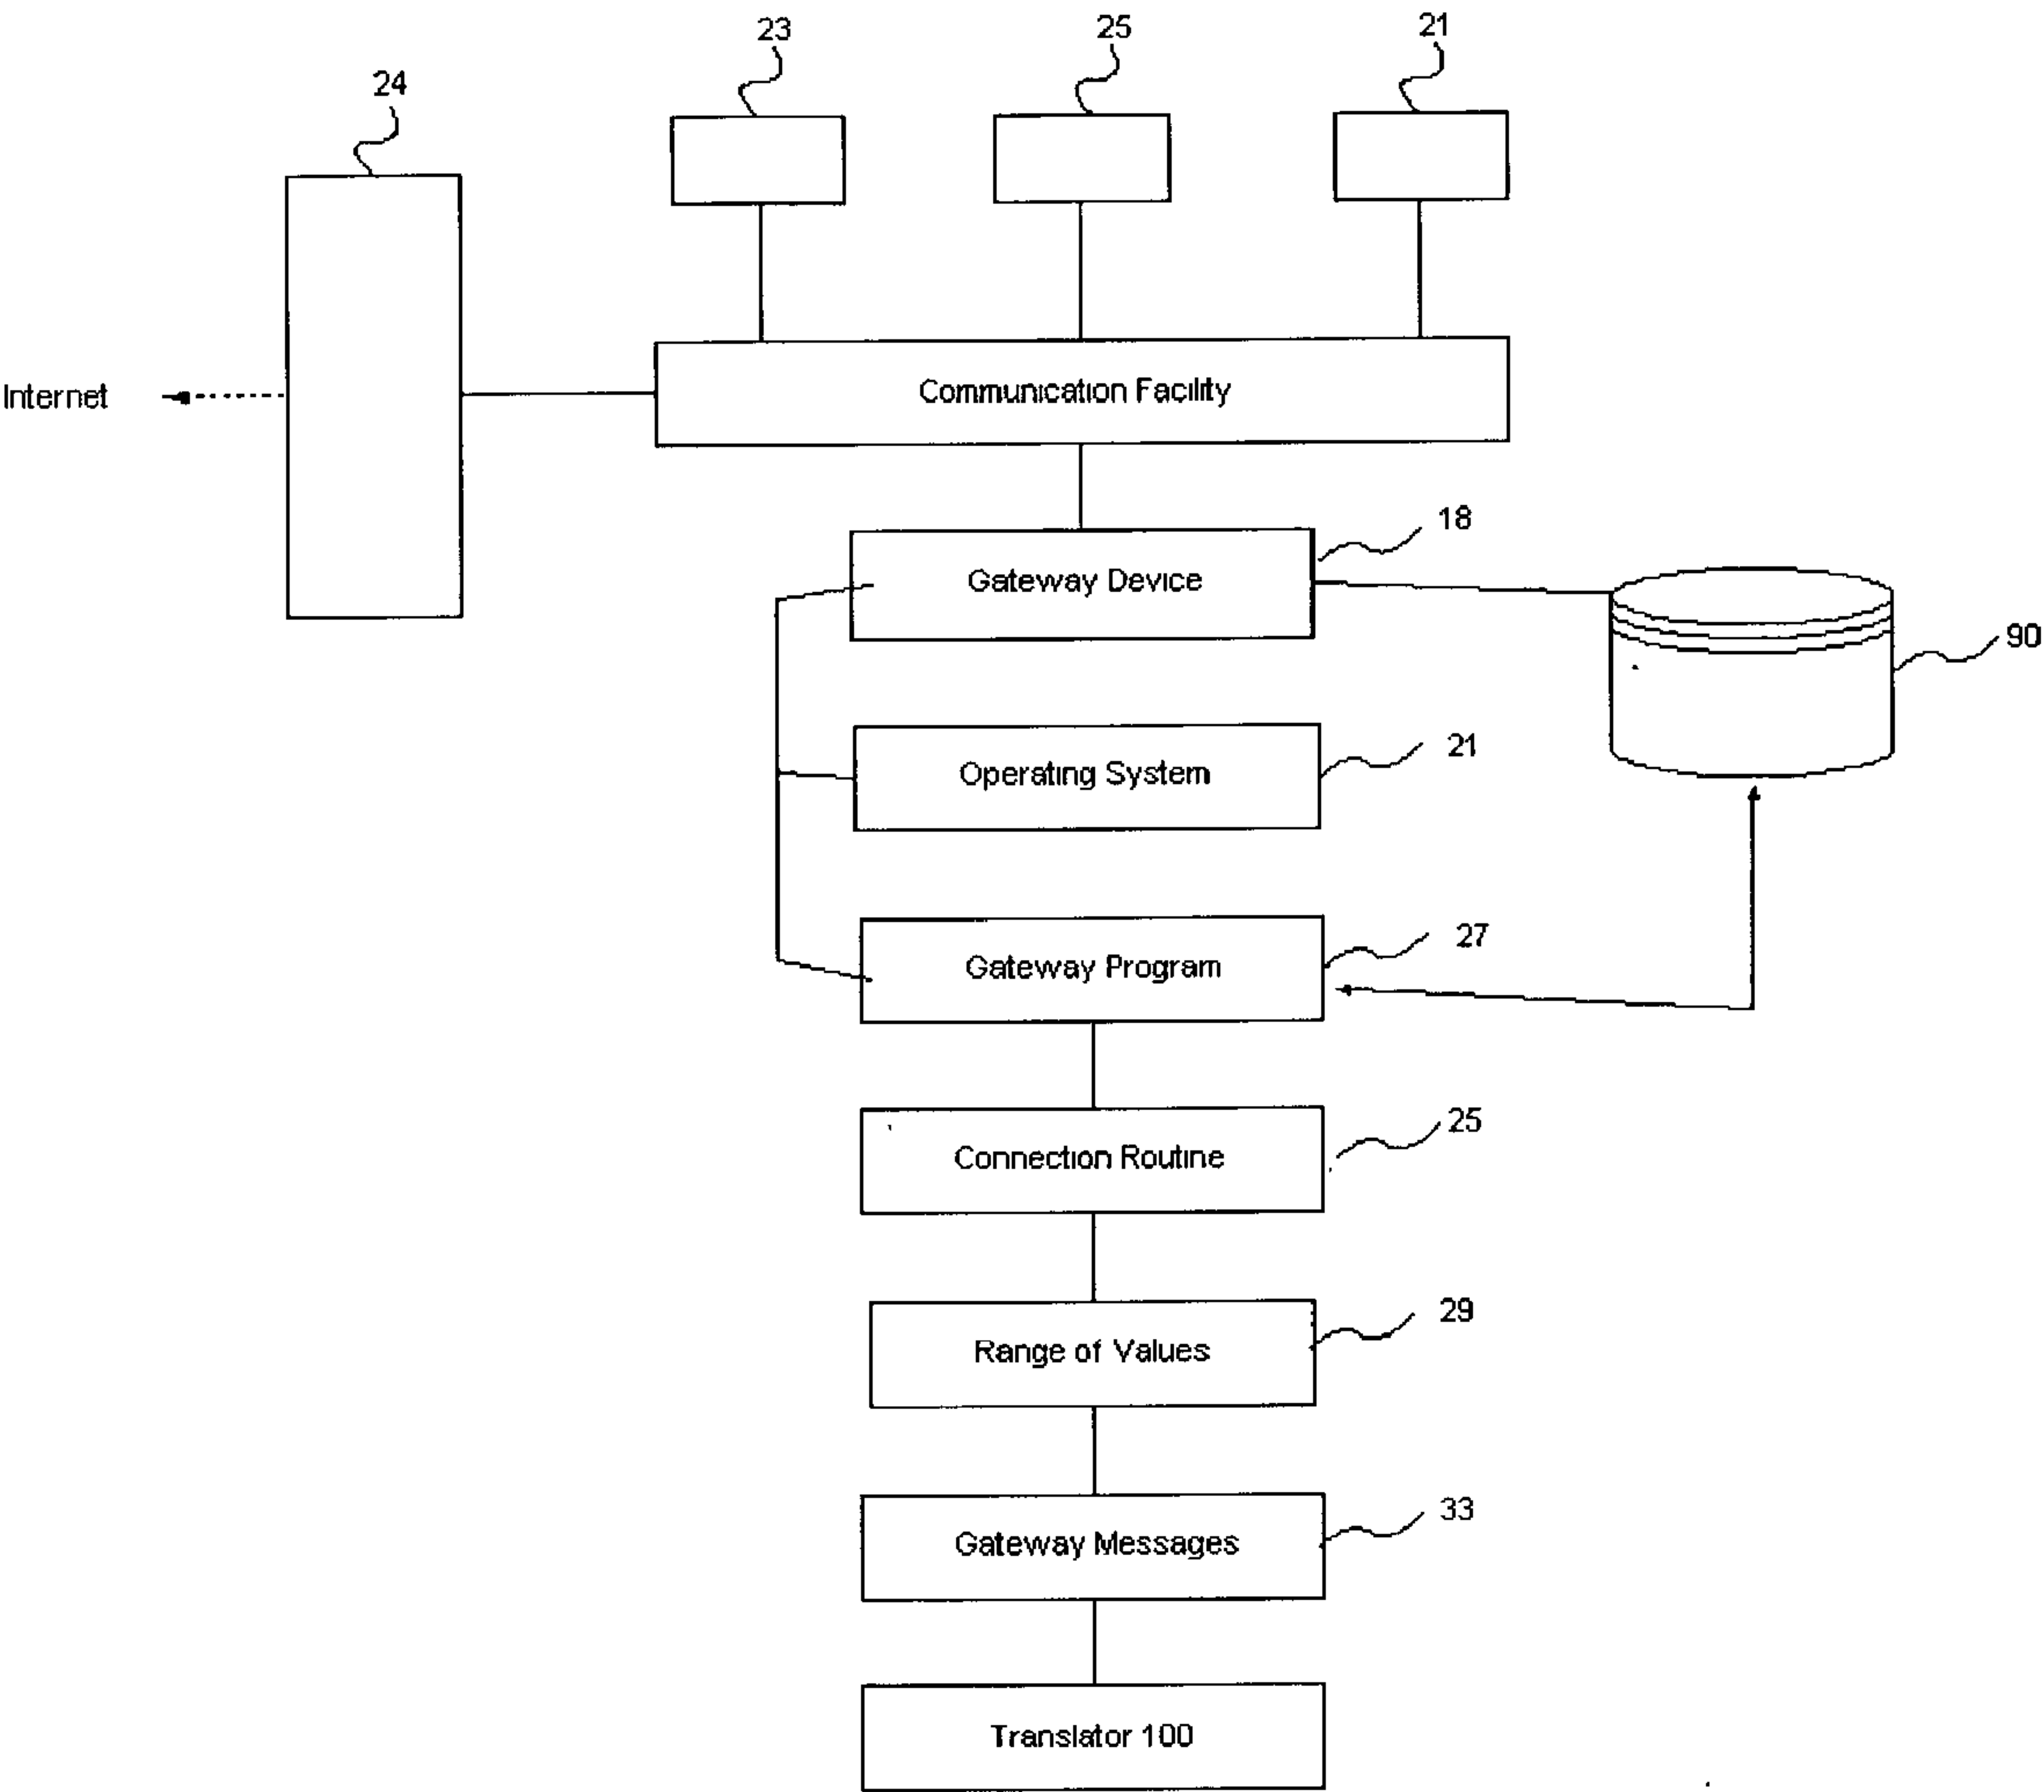 23
25
21
24
Internet
Communication Facility
18
Gateway Device
90
21
Operating System
27
Gateway Program
25
Connection Routine
29
Range of Values
33
Gateway Messages
Translator 100